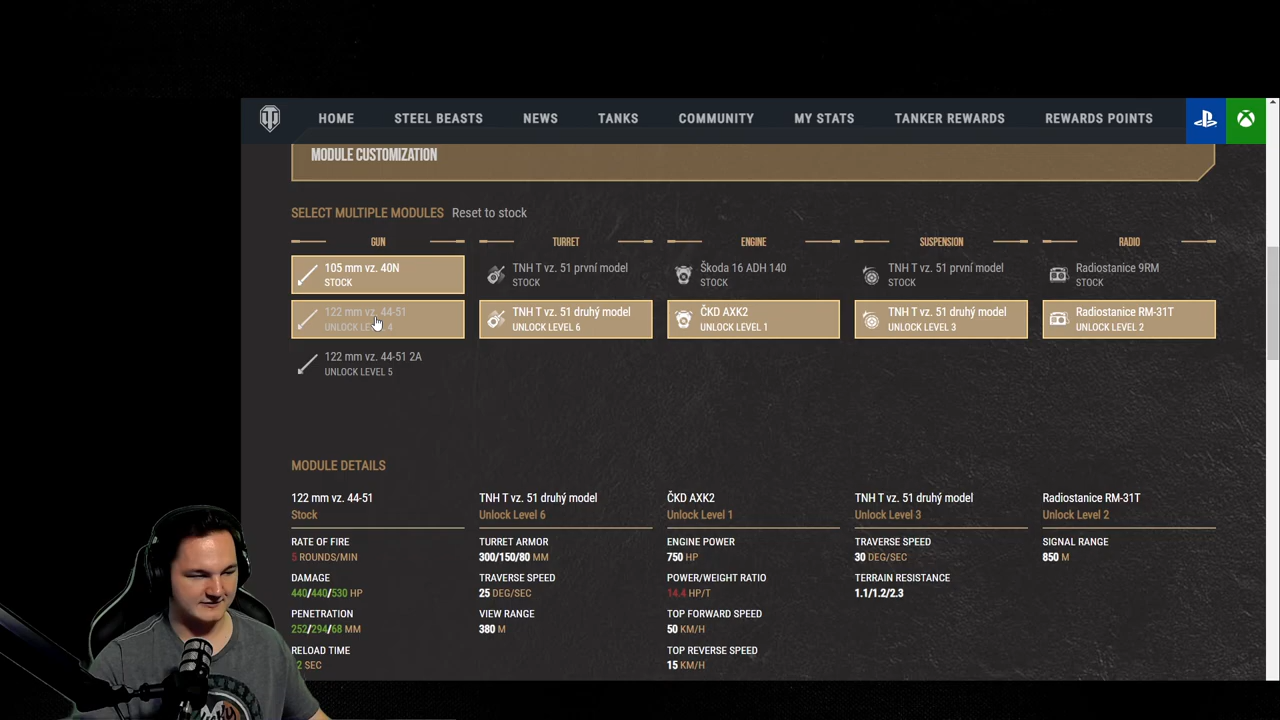 HOME STEEL BEASTS NEWS TANKS COMMUNITY MY STATS TANKER REWARDS REWARDS POINTS
MODULE CUSTOMIZATION
SELECT MULTIPLE MODULES Reset to stock
GUN TURRET ENGINE SUSPENSION RADIO
105 mm vz. 40N TNH T vz. 51 první model Škoda 16 ADH 140 TNH T vz. 51 první model Radiostanice 9RM
STOCK STOCK STOCK STOCK STOCK
122 mm vz. 44-51 TNH T vz. 51 druhý model ČKD AXK2 TNH T vz. 51 druhý model Radiostanice RM-31T
UNLOCK LEVEL 4 UNLOCK LEVEL 6 UNLOCK LEVEL 1 UNLOCK LEVEL 3 UNLOCK LEVEL 2
122 mm vz. 44-51 2A
UNLOCK LEVEL 5
MODULE DETAILS
122 mm vz. 44-51 TNH T vz. 51 druhý model ČKD AXK2 TNH T vz. 51 druhý model Radiostanice RM-31T
Stock Unlock Level 6 Unlock Level 1 Unlock Level 3 Unlock Level 2
RATE OF FIRE TURRET ARMOR ENGINE POWER TRAVERSE SPEED SIGNAL RANGE
5 ROUNDS/MIN 300/150/80 MM 750 HP 30 DEG/SEC 850 M
DAMAGE TRAVERSE SPEED POWER/WEIGHT RATIO TERRAIN RESISTANCE
440/440/530 HP 25 DEG/SEC 14.4 HP/T 1.1/1.2/2.3
PENETRATION VIEW RANGE TOP FORWARD SPEED
252/294/68 MM 380 M 50 KM/H
RELOAD TIME TOP REVERSE SPEED
SEC 15 KM/H